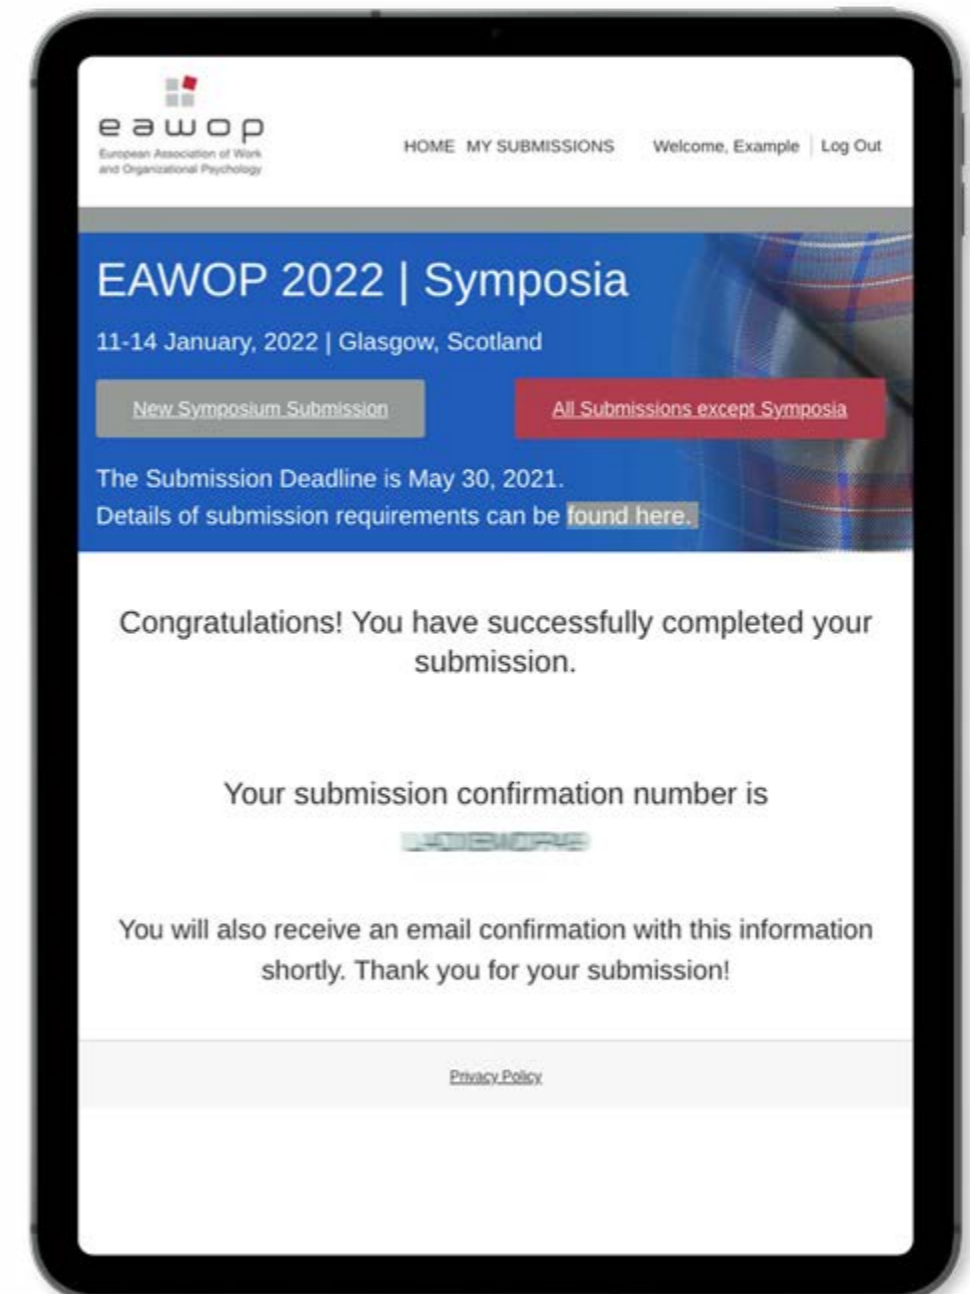 eawop
European Association of Work
and Organizational Psychology
HOME MY SUBMISSIONS Welcome, Example Log Out
EAWOP 2022 | Symposia
11-14 January, 2022 | Glasgow, Scotland
New Symposium Submission All Submissions except Symposia
The Submission Deadline is May 30, 2021.
Details of submission requirements can be found here.
Congratulations! You have successfully completed your
submission.
Your submission confirmation number is
You will also receive an email confirmation with this information
shortly. Thank you for your submission!
Privacy Policy